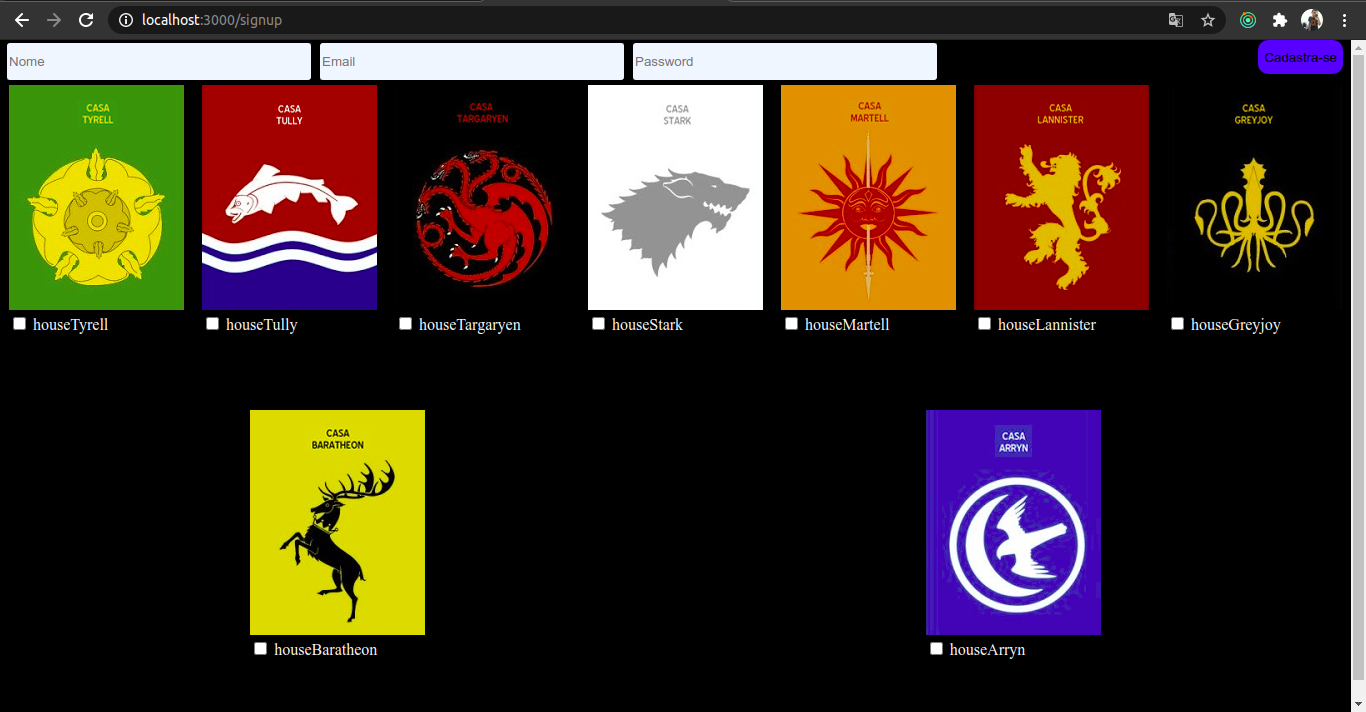 localhost:3000/signup
Nome
Email
Password
Cadastra-se
CASA
TYRELL
CASA
TULLY
CASA
TARGARYEN
CASA
STARK
CASA
MARTELL
CASA
LANNISTER
CASA
GREYJOY
houseTyrell
houseTully
houseTargaryen
houseStark
houseMartell
houseLannister
houseGreyjoy
CASA
BARATHEON
CASA
ARRYN
houseBaratheon
houseArryn